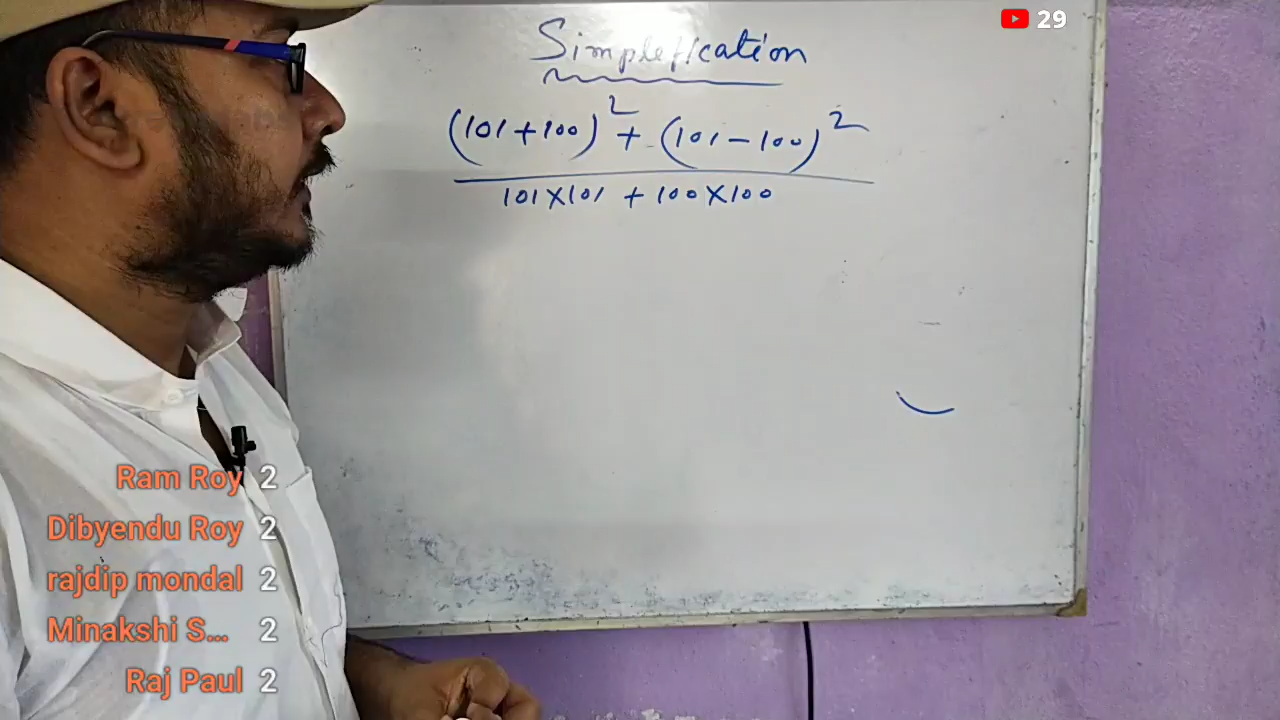 29
Simplefication
(101+100)² + (101-100)²
101×101 + 100×100
Ram Roy 2
Dibyendu Roy 2
rajdip mondal 2
Minakshi S... 2
Raj Paul 2